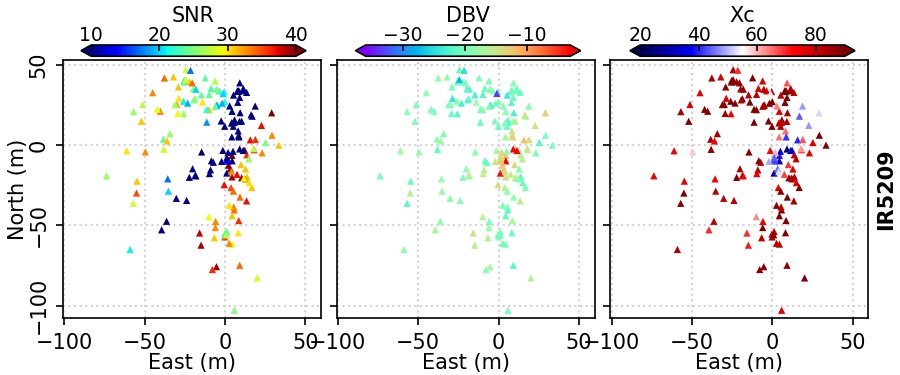 SNR DBV Xc
10 20 30 40 −30 −20 −10 20 40 60 80
50
0
−50
−100
North (m)
IR5209
−100 −50 0 50 −100 −50 0 50 −100 −50 0 50
East (m) East (m) East (m)